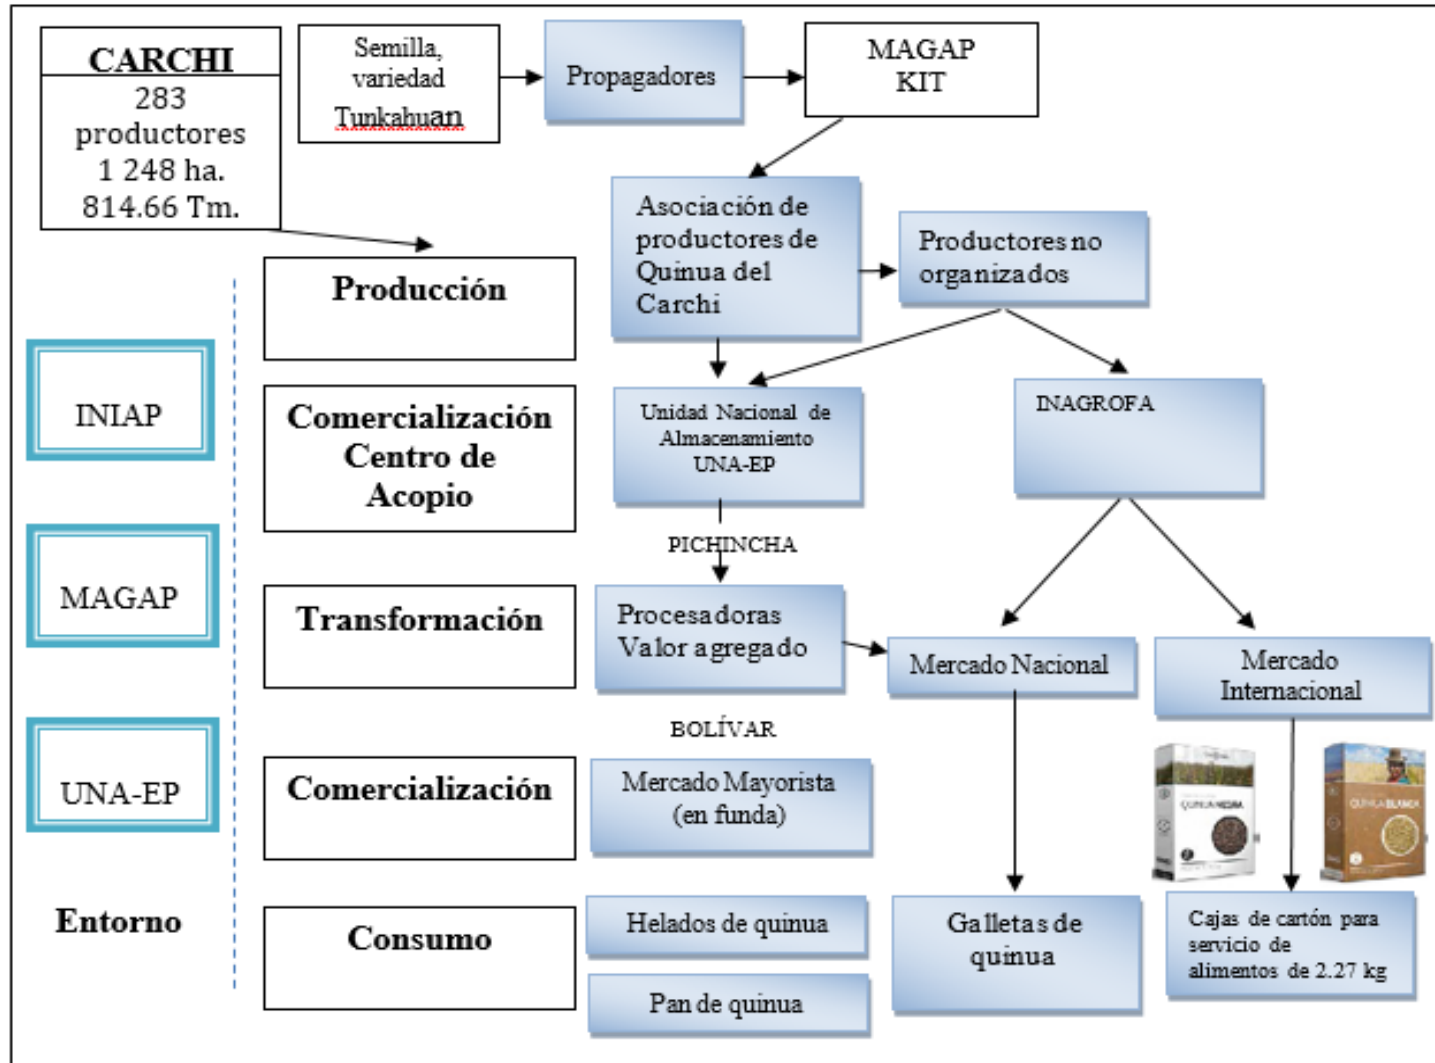 CARCHI
283
productores
1 248 ha.
814.66 Tm.
Semilla,
variedad
Tunkahuan
Propagadores
MAGAP
KIT
Asociación de
productores de
Quinua del
Carchi
Productores no
organizados
Producción
INIAP
Comercialización
Centro de
Acopio
Unidad Nacional de
Almacenamiento
UNA-EP
INAGROFA
PICHINCHA
MAGAP
Transformación
Procesadoras
Valor agregado
Mercado Nacional
Mercado
Internacional
BOLÍVAR
UNA-EP
Comercialización
Mercado Mayorista
(en funda)
QUINUA NEGRA
QUINUA BLANCA
Entorno
Consumo
Helados de quinua
Pan de quinua
Galletas de
quinua
Cajas de cartón para
servicio de
alimentos de 2.27 kg